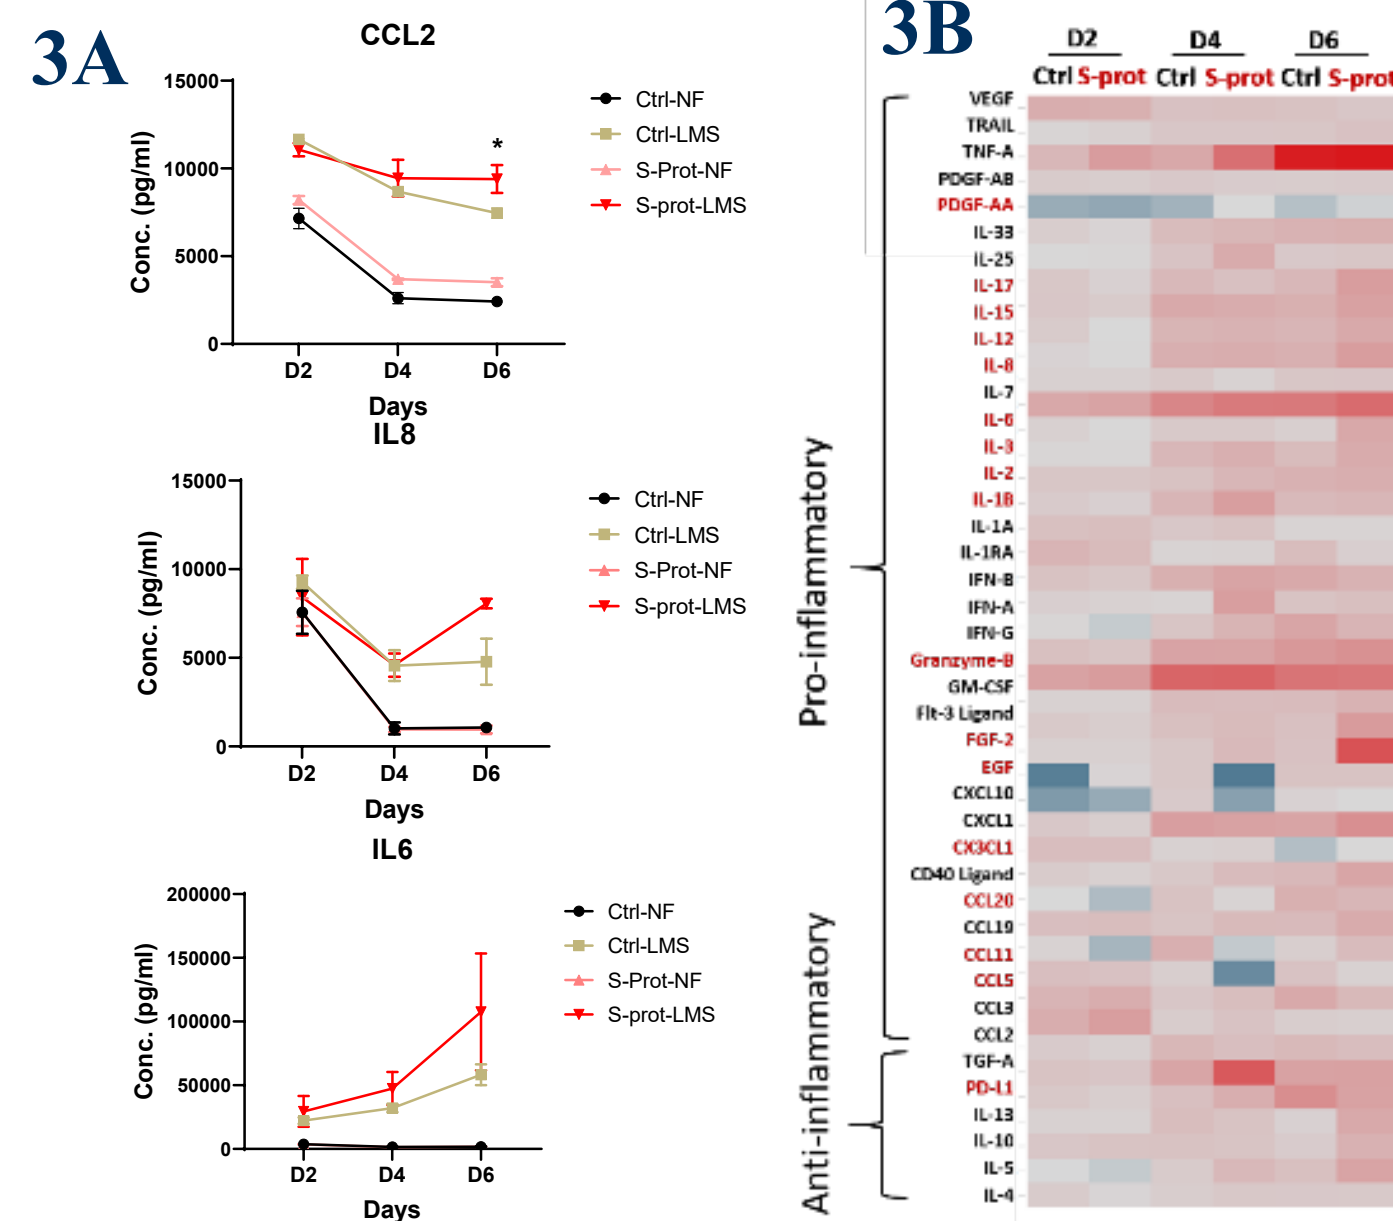 3A
CCL2
15000
10000
5000
0
Conc. (pg/ml)
*
D2 D4 D6
Days
Ctrl-NF
Ctrl-LMS
S-Prot-NF
S-prot-LMS
IL8
15000
10000
5000
0
Conc. (pg/ml)
D2 D4 D6
Days
Ctrl-NF
Ctrl-LMS
S-Prot-NF
S-prot-LMS
IL6
200000
150000
100000
50000
0
Conc. (pg/ml)
D2 D4 D6
Days
Ctrl-NF
Ctrl-LMS
S-Prot-NF
S-prot-LMS
3B
D2 D4 D6
Ctrl S-prot Ctrl S-prot Ctrl S-prot
Pro-inflammatory
VEGF
TRAIL
TNF-A
PDGF-AB
PDGF-AA
IL-33
IL-25
IL-17
IL-15
IL-12
IL-8
IL-7
IL-6
IL-3
IL-2
IL-1B
IL-1A
IL-1RA
IFN-B
IFN-A
IFN-G
Granzyme-B
GM-CSF
Flt-3 Ligand
FGF-2
EGF
CXCL10
CXCL1
CX3CL1
CD40 Ligand
CCL20
CCL19
CCL11
CCL5
CCL3
CCL2
Anti-inflammatory
TGF-A
PD-L1
IL-13
IL-10
IL-5
IL-4